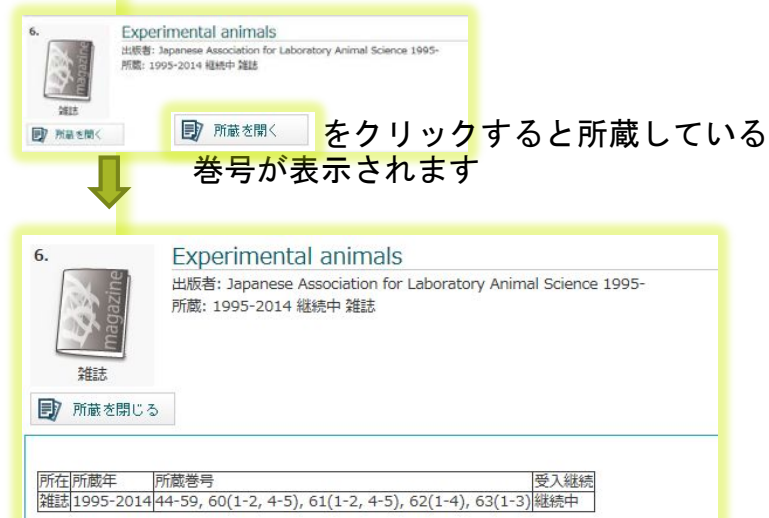 6.
Experimental animals
出版者: Japanese Association for Laboratory Animal Science 1995-
所蔵: 1995-2014 継続中 雑誌
magazine
雑誌
所蔵を開く
所蔵を開く をクリックすると所蔵している
巻号が表示されます
6.
Experimental animals
出版者: Japanese Association for Laboratory Animal Science 1995-
所蔵: 1995-2014 継続中 雑誌
magazine
雑誌
所蔵を閉じる
所在 所蔵年 所蔵巻号 受入継続
雑誌 1995-2014 44-59, 60(1-2, 4-5), 61(1-2, 4-5), 62(1-4), 63(1-3) 継続中